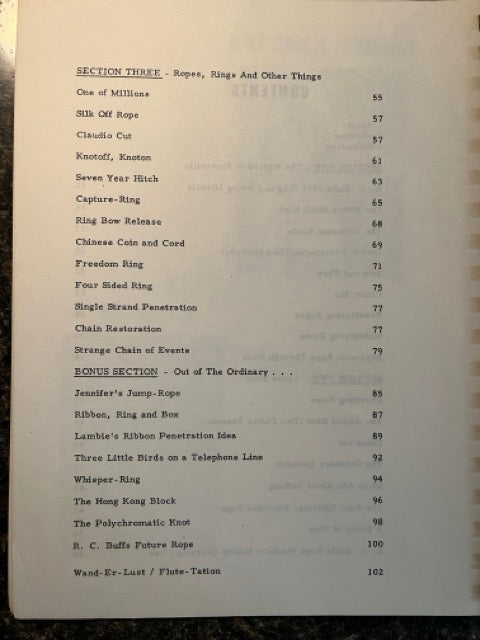 SECTION THREE - Ropes, Rings And Other Things
One of Millions 55
Silk Off Rope 57
Claudio Cut 57
Knotoff, Knoton 61
Seven Year Hitch 63
Capture-Ring 65
Ring Bow Release 68
Chinese Coin and Cord 69
Freedom Ring 71
Four Sided Ring 75
Single Strand Penetration 77
Chain Restoration 77
Strange Chain of Events 79
BONUS SECTION - Out of The Ordinary . . .
Jennifer's Jump-Rope 85
Ribbon, Ring and Box 87
Lambie's Ribbon Penetration Idea 89
Three Little Birds on a Telephone Line 92
Whisper-Ring 94
The Hong Kong Block 96
The Polychromatic Knot 98
R. C. Buffs Future Rope 100
Wand-Er-Lust / Flute-Tation 102